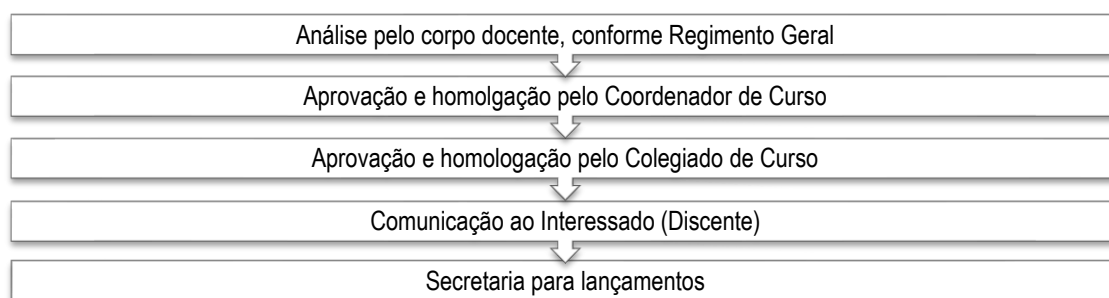 Análise pelo corpo docente, conforme Regimento Geral
Aprovação e homolgação pelo Coordenador de Curso
Aprovação e homologação pelo Colegiado de Curso
Comunicação ao Interessado (Discente)
Secretaria para lançamentos